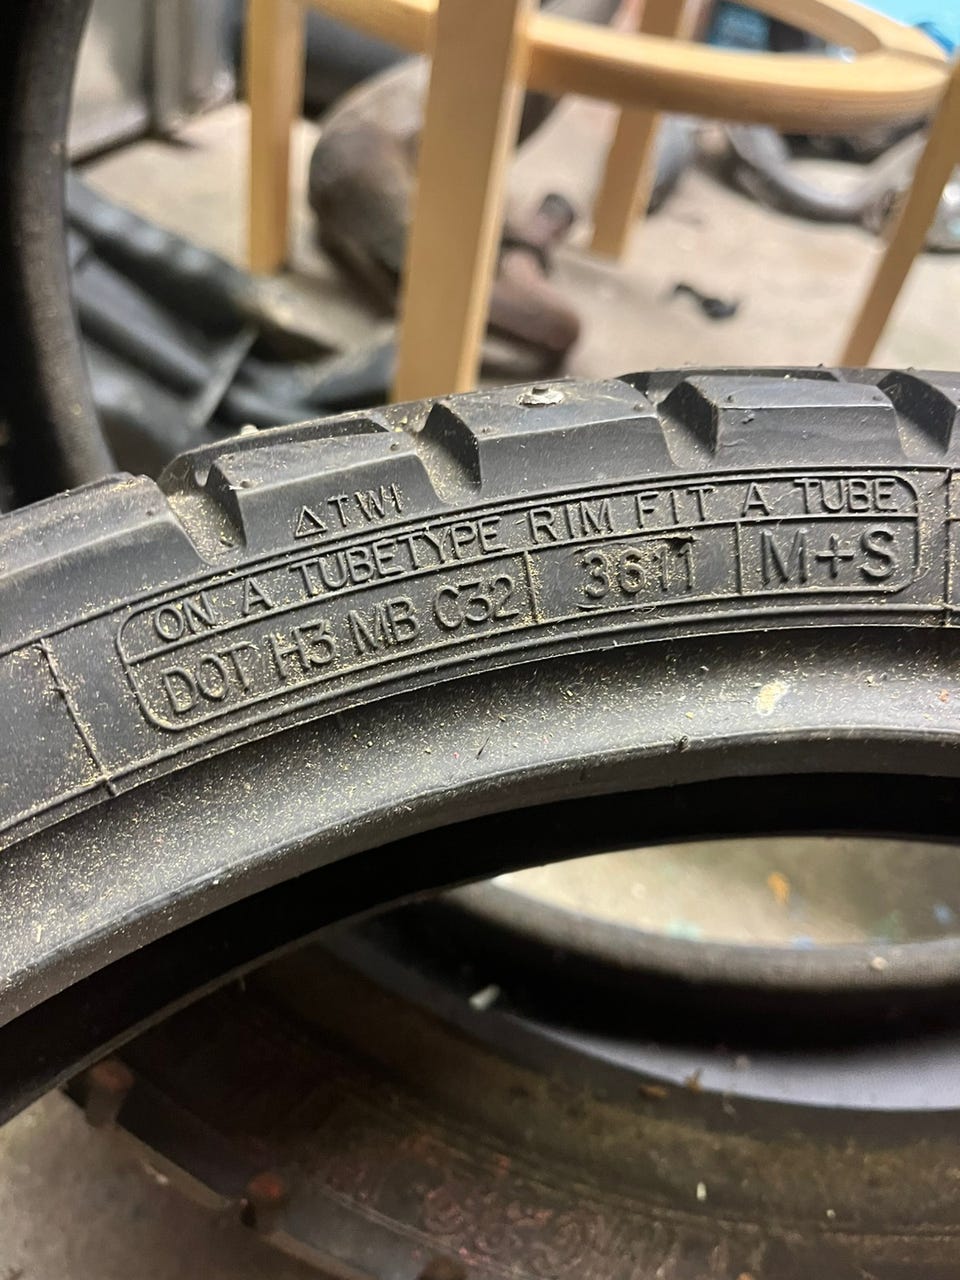 △TWI
ON A TUBETYPE RIM FIT A TUBE
DOT H3 MB C32 3611 M+S